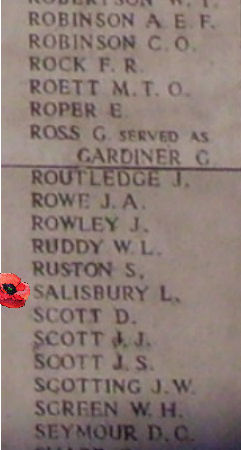 ROBERTSON W. T.
ROBINSON A. E. F.
ROBINSON C. O.
ROCK F. R.
ROETT M. T. O.
ROPER E.
ROSS G. SERVED AS
GARDINER G.
ROUTLEDGE J.
ROWE J. A.
ROWLEY J.
RUDDY W. L.
RUSTON S.
SALISBURY L.
SCOTT D.
SCOTT J. J.
SCOTT J. S.
SCOTTING J. W.
SCREEN W. H.
SEYMOUR D. C.